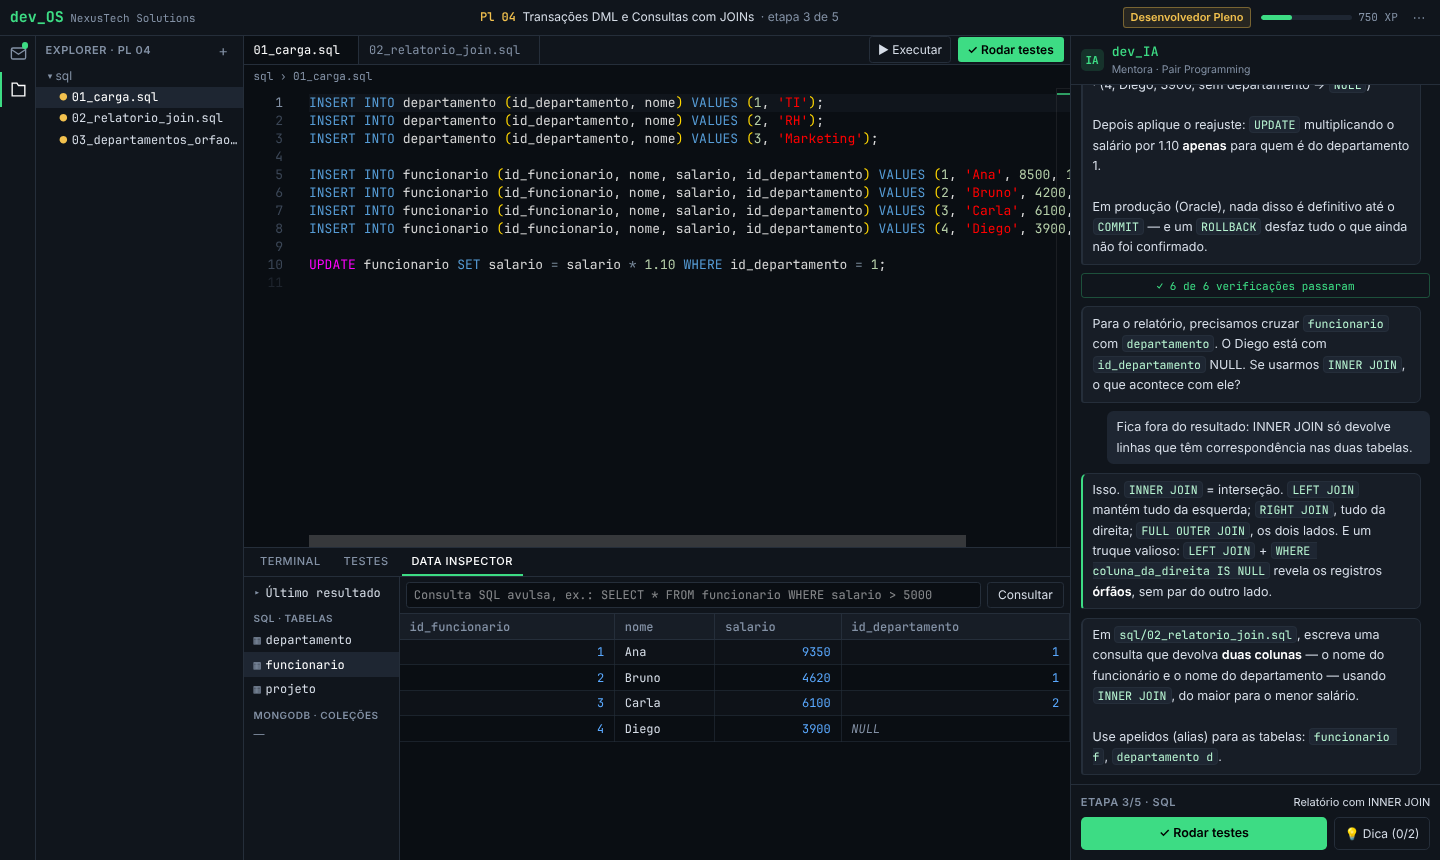 dev_OS NexusTech Solutions
Pl 04 Transações DML e Consultas com JOINs · etapa 3 de 5
Desenvolvedor Pleno 750 XP ···
EXPLORER · PL 04 +
▾ sql
01_carga.sql
02_relatorio_join.sql
03_departamentos_orfao…
01_carga.sql 02_relatorio_join.sql
▶ Executar ✓ Rodar testes
sql › 01_carga.sql
1 INSERT INTO departamento (id_departamento, nome) VALUES (1, 'TI');
2 INSERT INTO departamento (id_departamento, nome) VALUES (2, 'RH');
3 INSERT INTO departamento (id_departamento, nome) VALUES (3, 'Marketing');
4
5 INSERT INTO funcionario (id_funcionario, nome, salario, id_departamento) VALUES (1, 'Ana', 8500, 1
6 INSERT INTO funcionario (id_funcionario, nome, salario, id_departamento) VALUES (2, 'Bruno', 4200,
7 INSERT INTO funcionario (id_funcionario, nome, salario, id_departamento) VALUES (3, 'Carla', 6100,
8 INSERT INTO funcionario (id_funcionario, nome, salario, id_departamento) VALUES (4, 'Diego', 3900,
9
10 UPDATE funcionario SET salario = salario * 1.10 WHERE id_departamento = 1;
11
TERMINAL TESTES DATA INSPECTOR
▸ Último resultado
SQL · TABELAS
departamento
funcionario
projeto
MONGODB · COLEÇÕES
—
Consulta SQL avulsa, ex.: SELECT * FROM funcionario WHERE salario > 5000 Consultar
id_funcionario nome salario id_departamento
1 Ana 9350 1
2 Bruno 4620 1
3 Carla 6100 2
4 Diego 3900 NULL
IA dev_IA
Mentora · Pair Programming
(4, Diego, 3900, sem departamento → NULL )
Depois aplique o reajuste: UPDATE multiplicando o
salário por 1.10 apenas para quem é do departamento
1.
Em produção (Oracle), nada disso é definitivo até o
COMMIT — e um ROLLBACK desfaz tudo o que ainda
não foi confirmado.
✓ 6 de 6 verificações passaram
Para o relatório, precisamos cruzar funcionario
com departamento . O Diego está com
id_departamento NULL. Se usarmos INNER JOIN ,
o que acontece com ele?
Fica fora do resultado: INNER JOIN só devolve
linhas que têm correspondência nas duas tabelas.
Isso. INNER JOIN = interseção. LEFT JOIN
mantém tudo da esquerda; RIGHT JOIN , tudo da
direita; FULL OUTER JOIN , os dois lados. E um
truque valioso: LEFT JOIN + WHERE
coluna_da_direita IS NULL revela os registros
órfãos, sem par do outro lado.
Em sql/02_relatorio_join.sql , escreva uma
consulta que devolva duas colunas — o nome do
funcionário e o nome do departamento — usando
INNER JOIN , do maior para o menor salário.
Use apelidos (alias) para as tabelas: funcionario
f , departamento d .
ETAPA 3/5 · SQL Relatório com INNER JOIN
✓ Rodar testes 💡 Dica (0/2)